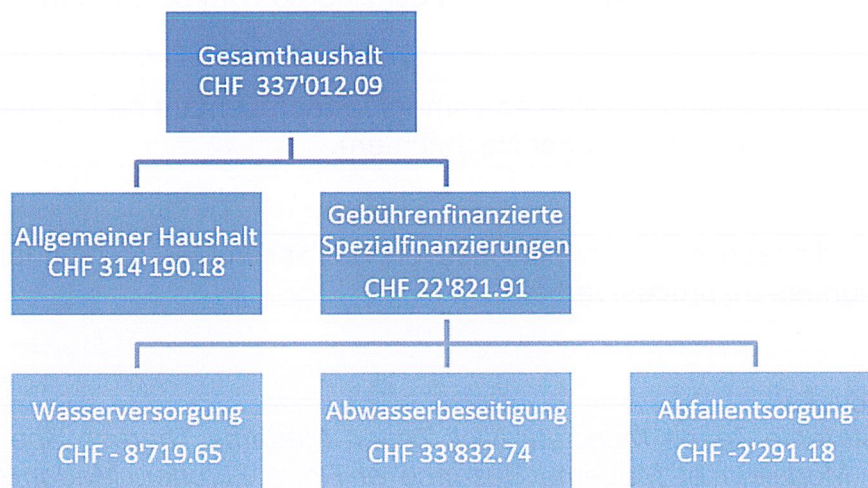 Gesamthaushalt
CHF  337'012.09
Allgemeiner Haushalt
CHF 314'190.18
Gebührenfinanzierte
Spezialfinanzierungen
CHF 22'821.91
Wasserversorgung
CHF - 8'719.65
Abwasserbeseitigung
CHF 33'832.74
Abfallentsorgung
CHF -2'291.18